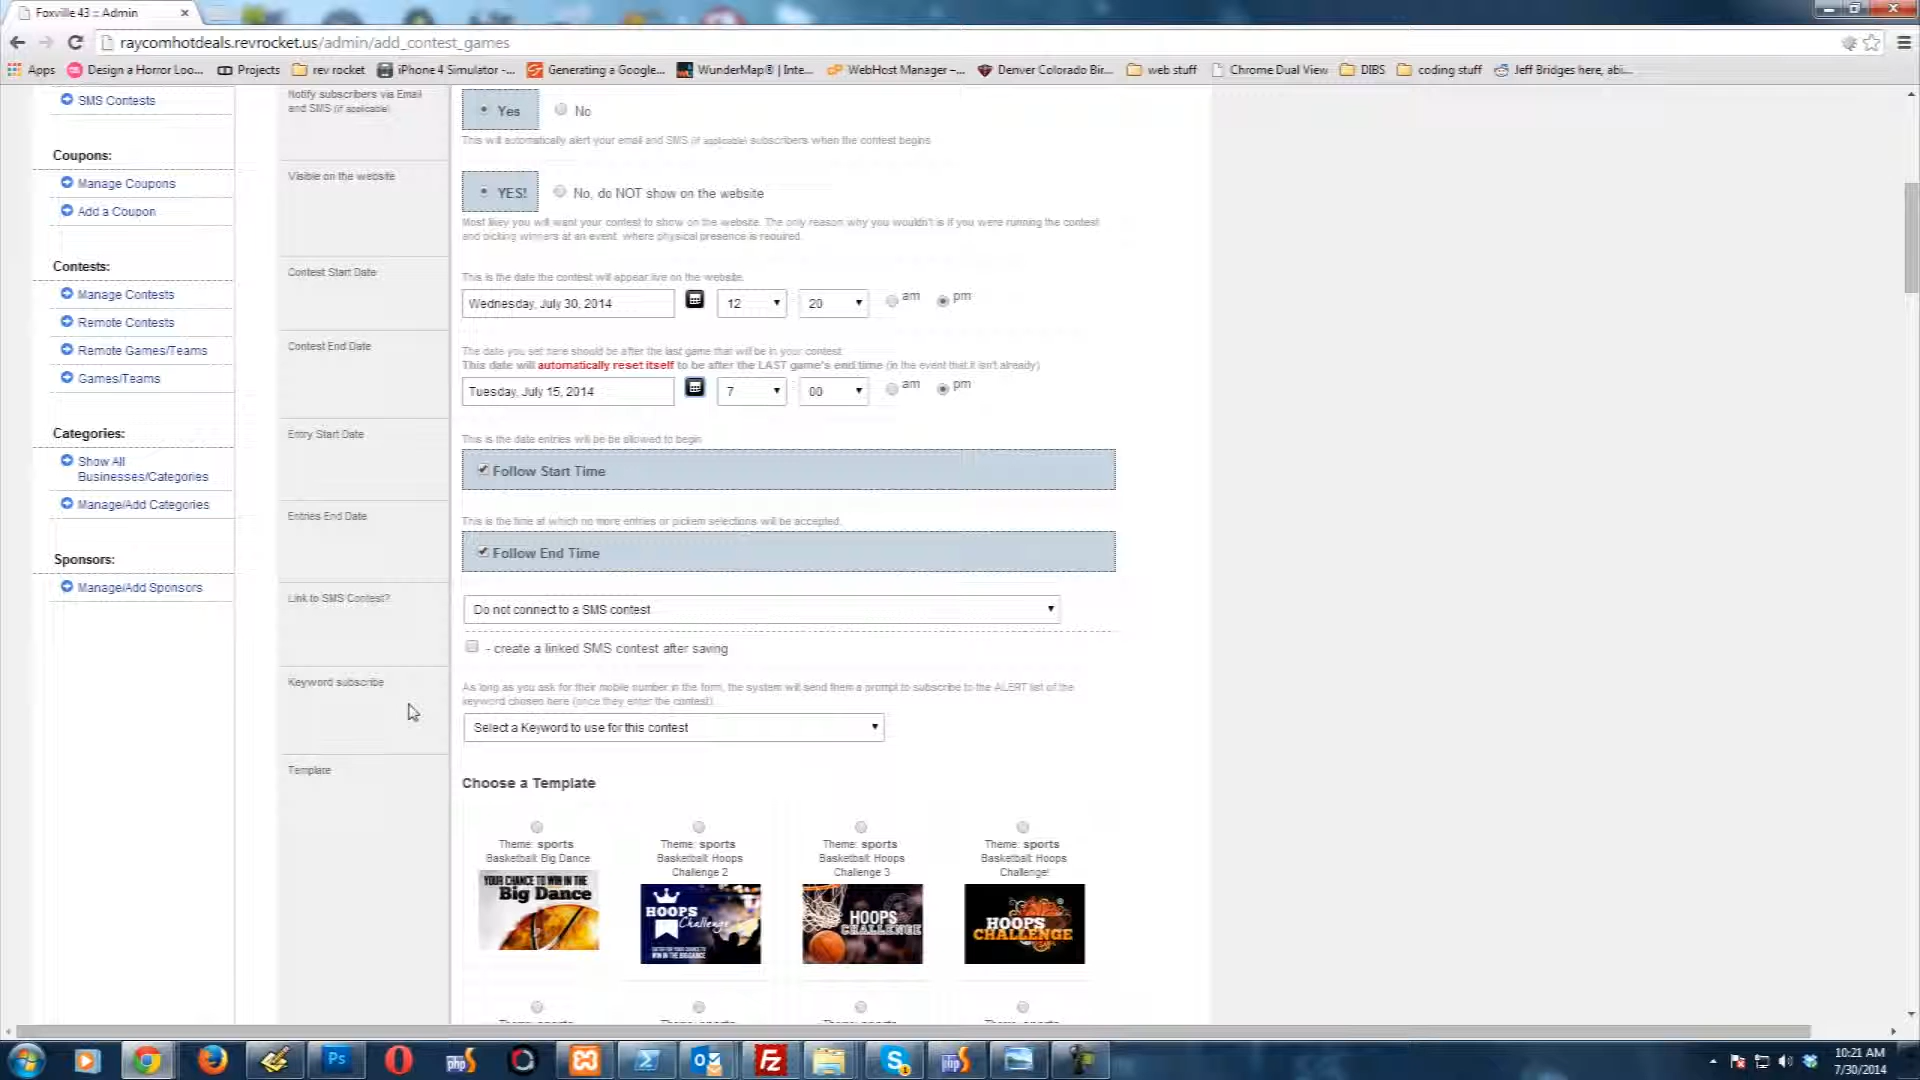 Foxville 43 :: Admin
raycomhotdeals.revrocket.us/admin/add_contest_games
Apps
Design a Horror Loo...
Projects
rev rocket
iPhone 4 Simulator -...
Generating a Google...
WunderMap® | Inte...
WebHost Manager –...
Denver Colorado Bir...
web stuff
Chrome Dual View
DIBS
coding stuff
Jeff Bridges here, abi...
SMS Contests
Coupons:
Manage Coupons
Add a Coupon
Contests:
Manage Contests
Remote Contests
Remote Games/Teams
Games/Teams
Categories:
Show All
Businesses/Categories
Manage/Add Categories
Sponsors:
Manage/Add Sponsors
Notify subscribers via Email
and SMS (if applicable)
Yes No
This will automatically alert your email and SMS (if applicable) subscribers when the contest begins
Visible on the website
YES! No, do NOT show on the website
Most likey you will want your contest to show on the website. The only reason why you wouldn't is if you were running the contest
and picking winners at an event, where physical presence is required.
Contest Start Date
This is the date the contest will appear live on the website.
Wednesday, July 30, 2014 12 20 am pm
Contest End Date
The date you set here should be after the last game that will be in your contest
This date will automatically reset itself to be after the LAST game's end time (in the event that it isn't already)
Tuesday, July 15, 2014 7 : 00 am pm
Entry Start Date
This is the date entries will be be allowed to begin
Follow Start Time
Entries End Date
This is the time at which no more entries or pickem selections will be accepted.
Follow End Time
Link to SMS Contest?
Do not connect to a SMS contest
- create a linked SMS contest after saving
Keyword subscribe
As long as you ask for their mobile number in the form, the system will send them a prompt to subscribe to the ALERT list of the
keyword chosen here (once they enter the contest).
Select a Keyword to use for this contest
Template
Choose a Template
Theme: sports
Basketball: Big Dance
YOUR CHANCE TO WIN IN THE
Big Dance
Theme: sports
Basketball: Hoops
Challenge 2
HOOPS
Challenge
ENTER FOR YOUR CHANCE TO
WIN IN THE BIG DANCE
Theme: sports
Basketball: Hoops
Challenge 3
HOOPS
CHALLENGE
Theme: sports
Basketball: Hoops
Challenge!
HOOPS
CHALLENGE
Ps
php
php
10:21 AM
7/30/2014